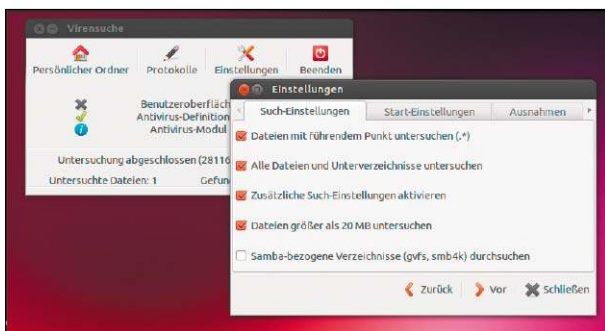 Virensuche
Persönlicher Ordner Protokolle Einstellungen Beenden
Benutzeroberfläch
Antivirus-Definition
Antivirus-Modul
Untersuchung abgeschlossen (28116
Untersuchte Dateien: 1 Gefun
Einstellungen
Such-Einstellungen Start-Einstellungen Ausnahmen
Dateien mit führendem Punkt untersuchen (.*)
Alle Dateien und Unterverzeichnisse untersuchen
Zusätzliche Such-Einstellungen aktivieren
Dateien größer als 20 MB untersuchen
Samba-bezogene Verzeichnisse (gvfs, smb4k) durchsuchen
Zurück Vor Schließen